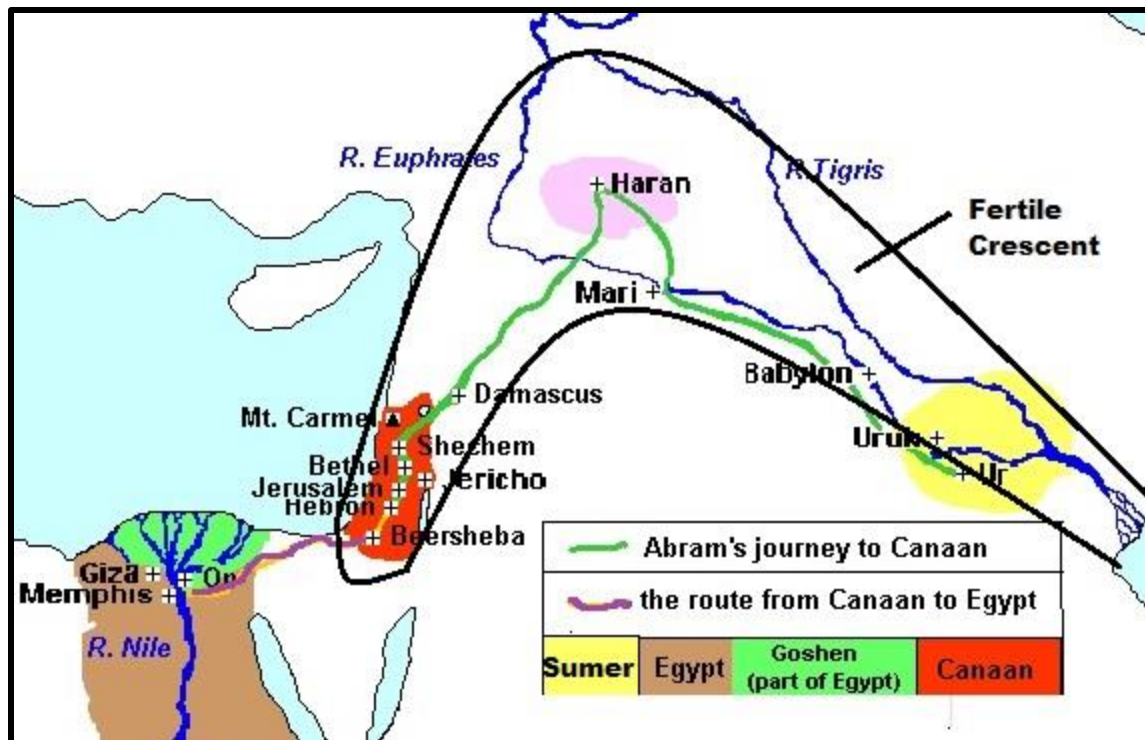 R. Euphrates
R. Tigris
Haran
Fertile
Crescent
Mari
Babylon
Damascus
Mt. Carmel
Shechem
Uruk
Bethel
Ur
Jericho
Jerusalem
Hebron
Beersheba
Abram's journey to Canaan
Giza
On
Memphis
the route from Canaan to Egypt
R. Nile
Sumer
Egypt
Goshen
(part of Egypt)
Canaan